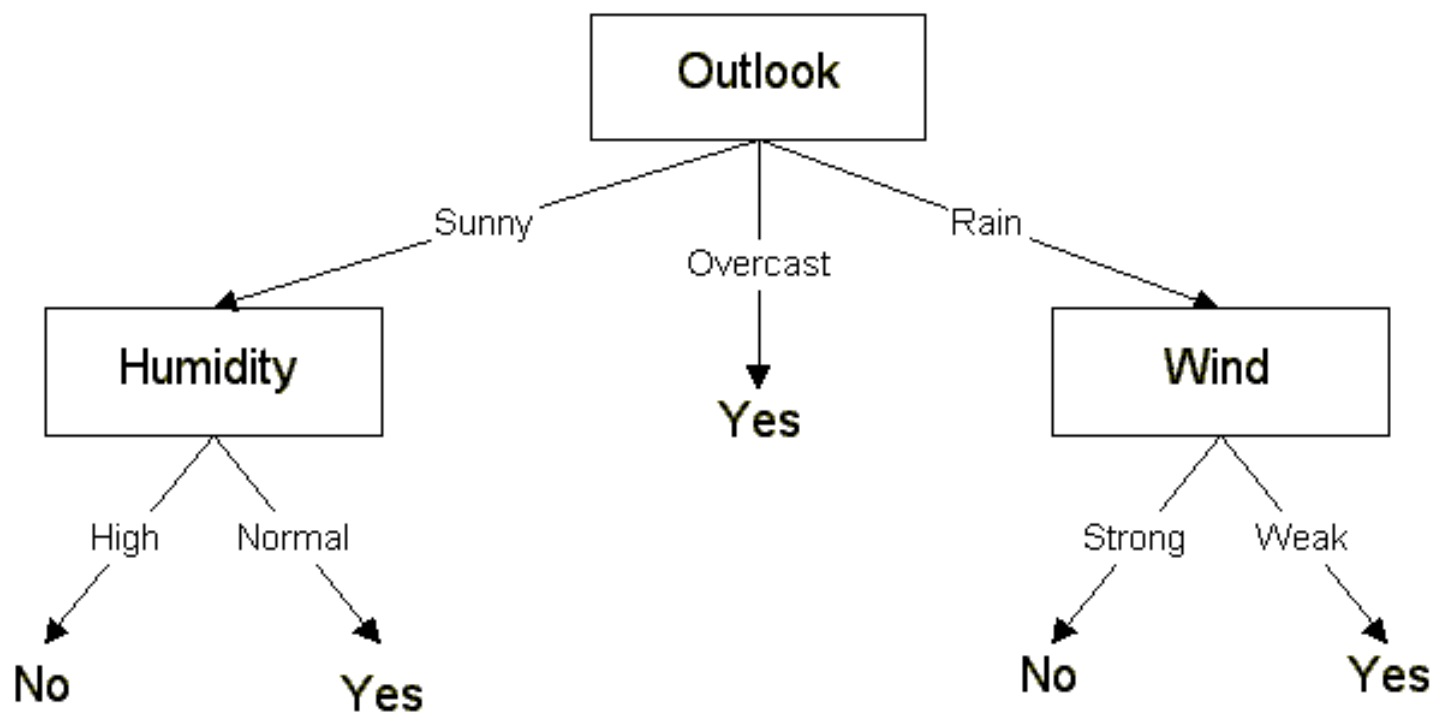 Outlook
Sunny
Overcast
Rain
Humidity
Yes
Wind
High
Normal
Strong
Weak
No
Yes
No
Yes